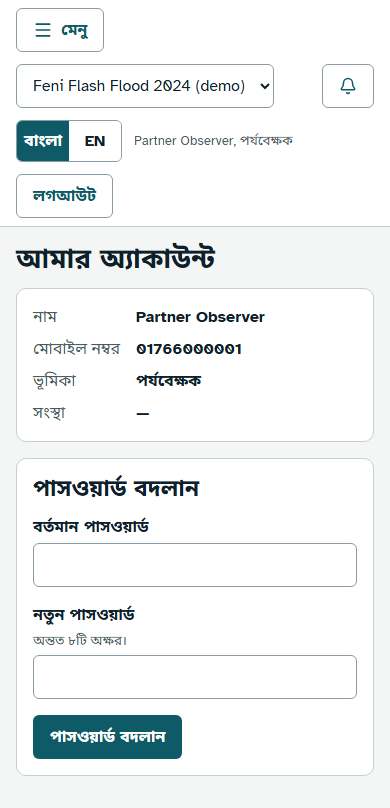 মেনু
Feni Flash Flood 2024 (demo)
বাংলা EN Partner Observer, পর্যবেক্ষক
লগআউট
আমার অ্যাকাউন্ট
নাম Partner Observer
মোবাইল নম্বর 01766000001
ভূমিকা পর্যবেক্ষক
সংস্থা —
পাসওয়ার্ড বদলান
বর্তমান পাসওয়ার্ড
নতুন পাসওয়ার্ড
অন্তত ৮টি অক্ষর।
পাসওয়ার্ড বদলান